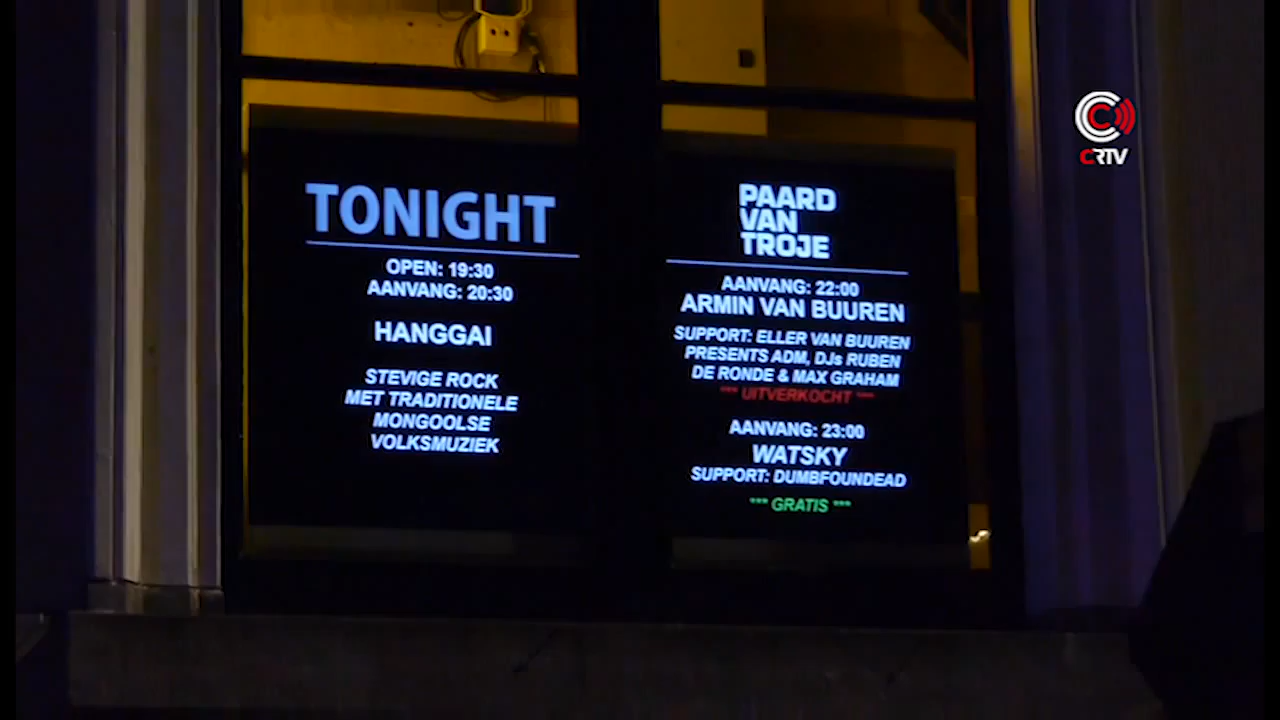 TONIGHT
OPEN: 19:30
AANVANG: 20:30
HANGGAI
STEVIGE ROCK
MET TRADITIONELE
MONGOOLSE
VOLKSMUZIEK
PAARD
VAN
TROJE
AANVANG: 22:00
ARMIN VAN BUUREN
SUPPORT: ELLER VAN BUUREN
PRESENTS ADM, DJs RUBEN
DE RONDE & MAX GRAHAM
*** UITVERKOCHT ***
AANVANG: 23:00
WATSKY
SUPPORT: DUMBFOUNDEAD
*** GRATIS ***
CRTV